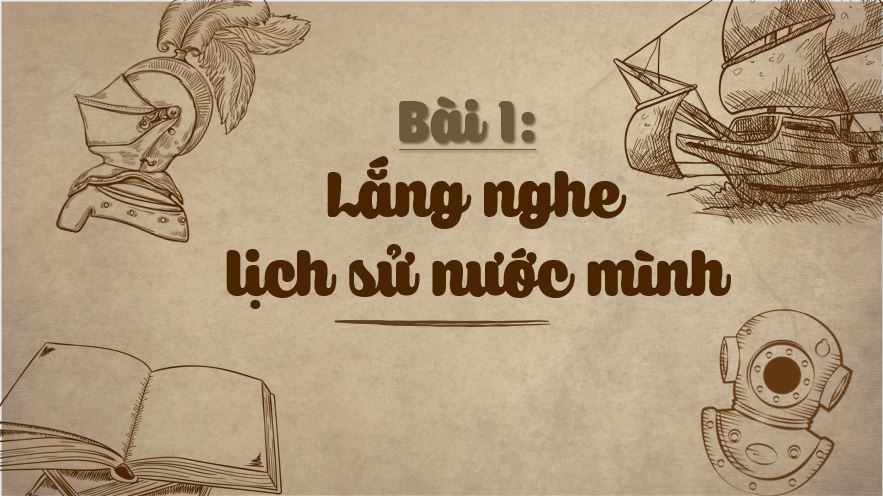 Bài 1:
Lắng nghe
lịch sử nước mình